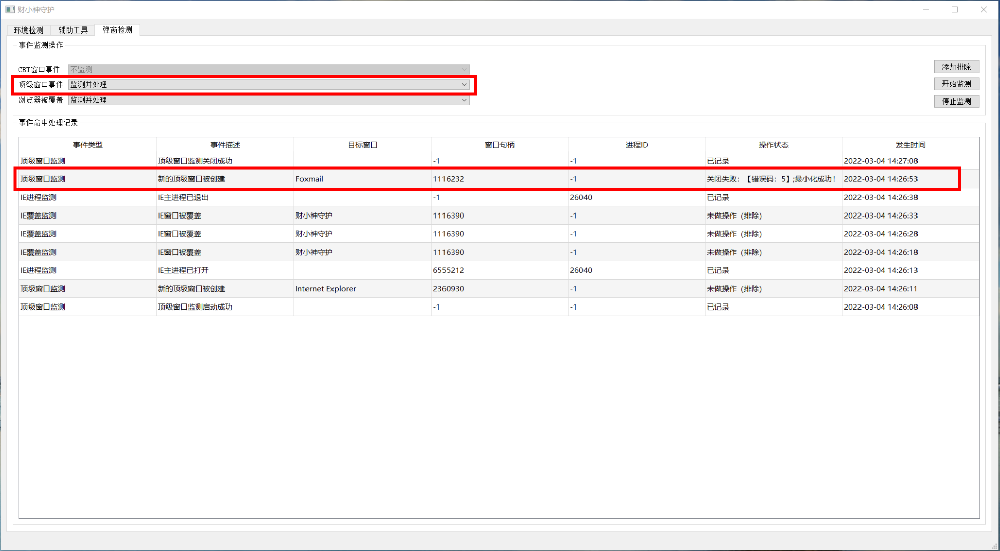 财小神守护
环境检测 辅助工具 弹窗检测
事件监测操作
CBT窗口事件 不监测
添加排除
顶级窗口事件 监测并处理
开始监测
浏览器被覆盖 监测并处理
停止监测
事件命中处理记录
事件类型 事件描述 目标窗口 窗口句柄 进程ID 操作状态 发生时间
顶级窗口监测 顶级窗口监测关闭成功 -1 -1 已记录 2022-03-04 14:27:08
顶级窗口监测 新的顶级窗口被创建 Foxmail 1116232 -1 关闭失败：【错误码：5】;最小化成功！ 2022-03-04 14:26:53
IE进程监测 IE主进程已退出 -1 26040 已记录 2022-03-04 14:26:38
IE覆盖监测 IE窗口被覆盖 财小神守护 1116390 -1 未做操作（排除） 2022-03-04 14:26:33
IE覆盖监测 IE窗口被覆盖 财小神守护 1116390 -1 未做操作（排除） 2022-03-04 14:26:28
IE覆盖监测 IE窗口被覆盖 财小神守护 1116390 -1 未做操作（排除） 2022-03-04 14:26:18
IE进程监测 IE主进程已打开 6555212 26040 已记录 2022-03-04 14:26:13
顶级窗口监测 新的顶级窗口被创建 Internet Explorer 2360930 -1 未做操作（排除） 2022-03-04 14:26:11
顶级窗口监测 顶级窗口监测启动成功 -1 -1 已记录 2022-03-04 14:26:08